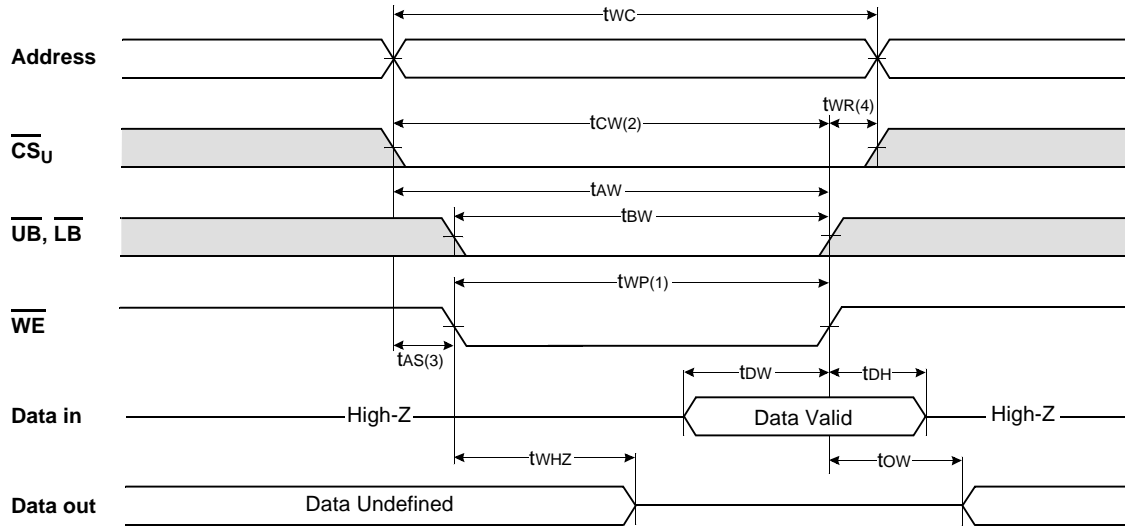 tWC
Address
tWR(4)
tCW(2)
CSU
tAW
tBW
UB, LB
tWP(1)
WE
tAS(3)
tDW tDH
Data in High-Z Data Valid High-Z
tWHZ tOW
Data out Data Undefined